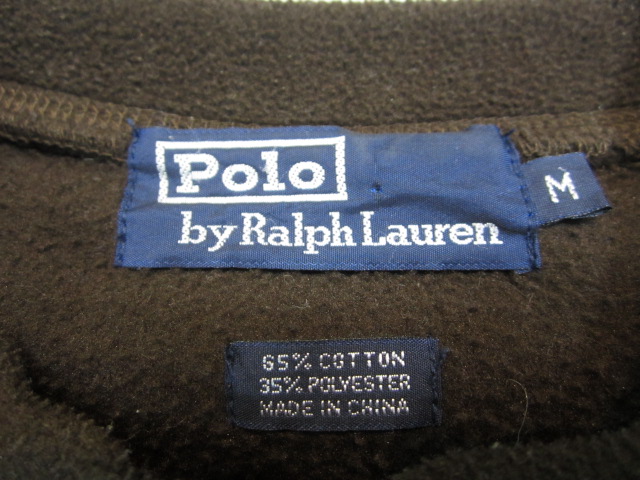 Polo
by Ralph Lauren
M
65% COTTON
35% POLYESTER
MADE IN CHINA